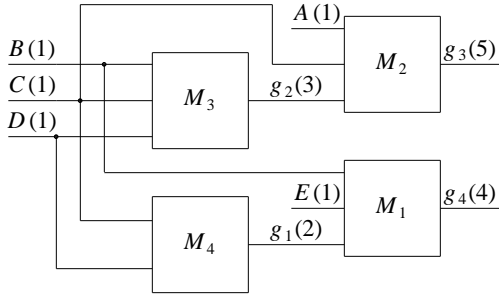 A(1)
B(1)
M₂
g₃(5)
C(1)
M₃
g₂(3)
D(1)
E(1)
M₁
g₄(4)
M₄
g₁(2)